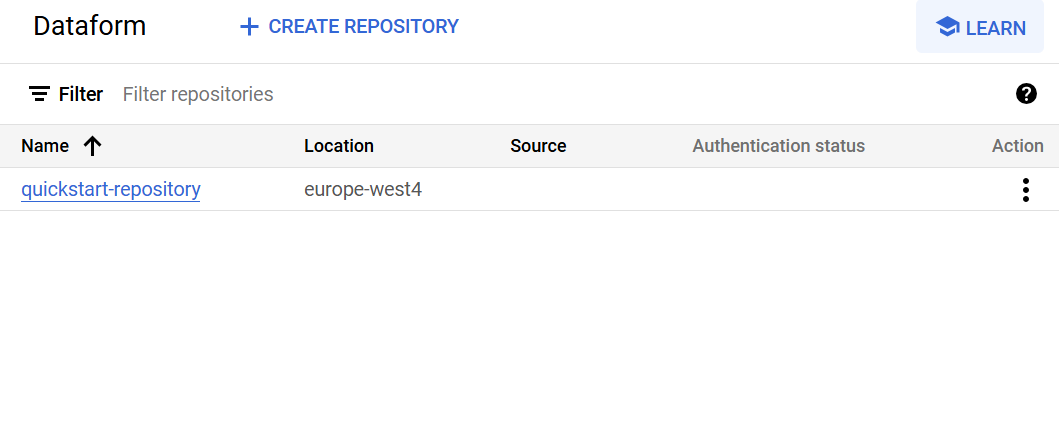 Dataform + CREATE REPOSITORY LEARN
Filter Filter repositories ?
Name Location Source Authentication status Action
quickstart-repository europe-west4